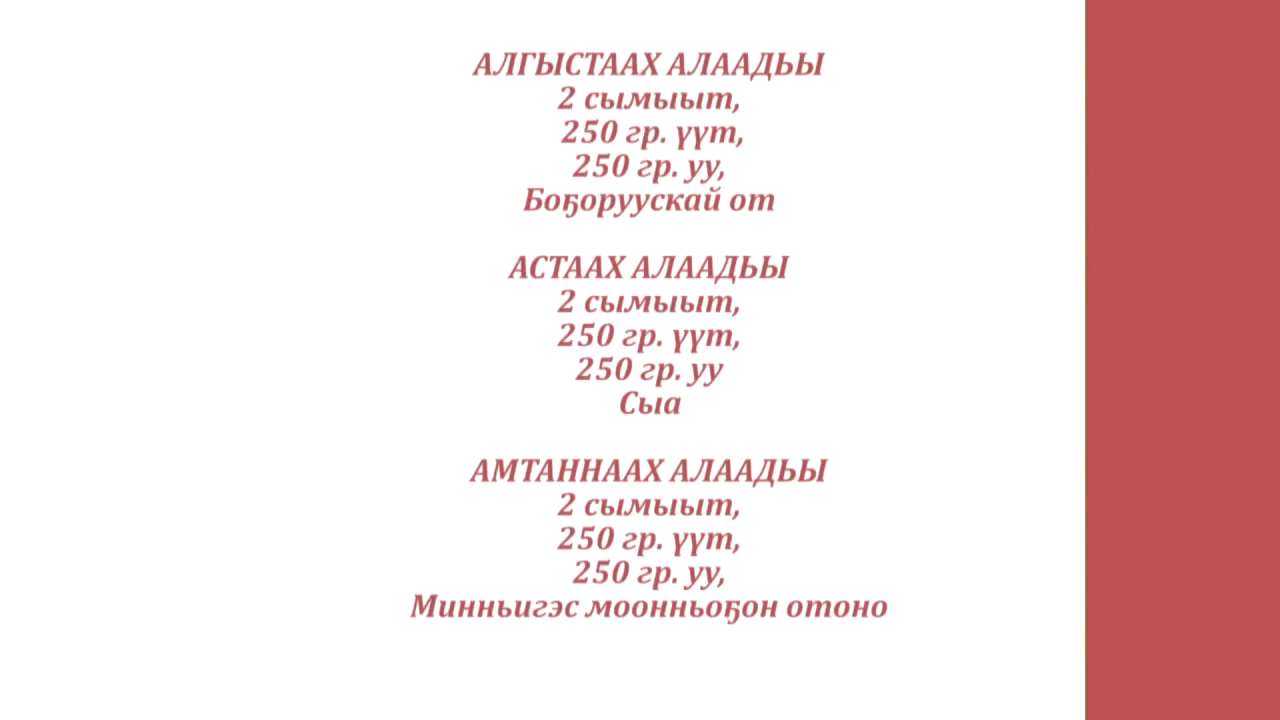 АЛГЫСТААХ АЛААДЬЫ
2 сымыыт,
250 гр. үүт,
250 гр. уу,
Боҕоруускай от
АСТААХ АЛААДЬЫ
2 сымыыт,
250 гр. үүт,
250 гр. уу
Сыа
АМТАННААХ АЛААДЬЫ
2 сымыыт,
250 гр. үүт,
250 гр. уу,
Минньигэс моонньоҕон отоно